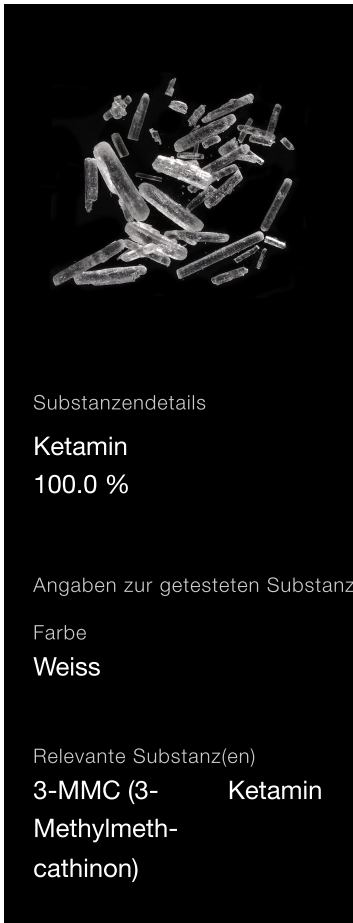 Substanzendetails
Ketamin
100.0 %
Angaben zur getesteten Substanz
Farbe
Weiss
Relevante Substanz(en)
3-MMC (3- Ketamin
Methylmeth-
cathinon)